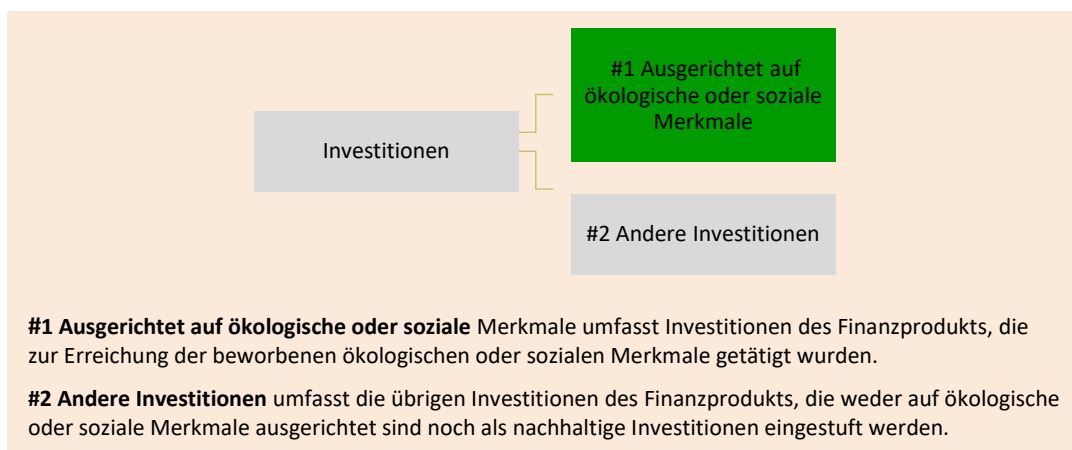 #1 Ausgerichtet auf
ökologische oder soziale
Merkmale
Investitionen
#2 Andere Investitionen
#1 Ausgerichtet auf ökologische oder soziale Merkmale umfasst Investitionen des Finanzprodukts, die
zur Erreichung der beworbenen ökologischen oder sozialen Merkmale getätigt wurden.
#2 Andere Investitionen umfasst die übrigen Investitionen des Finanzprodukts, die weder auf ökologische
oder soziale Merkmale ausgerichtet sind noch als nachhaltige Investitionen eingestuft werden.